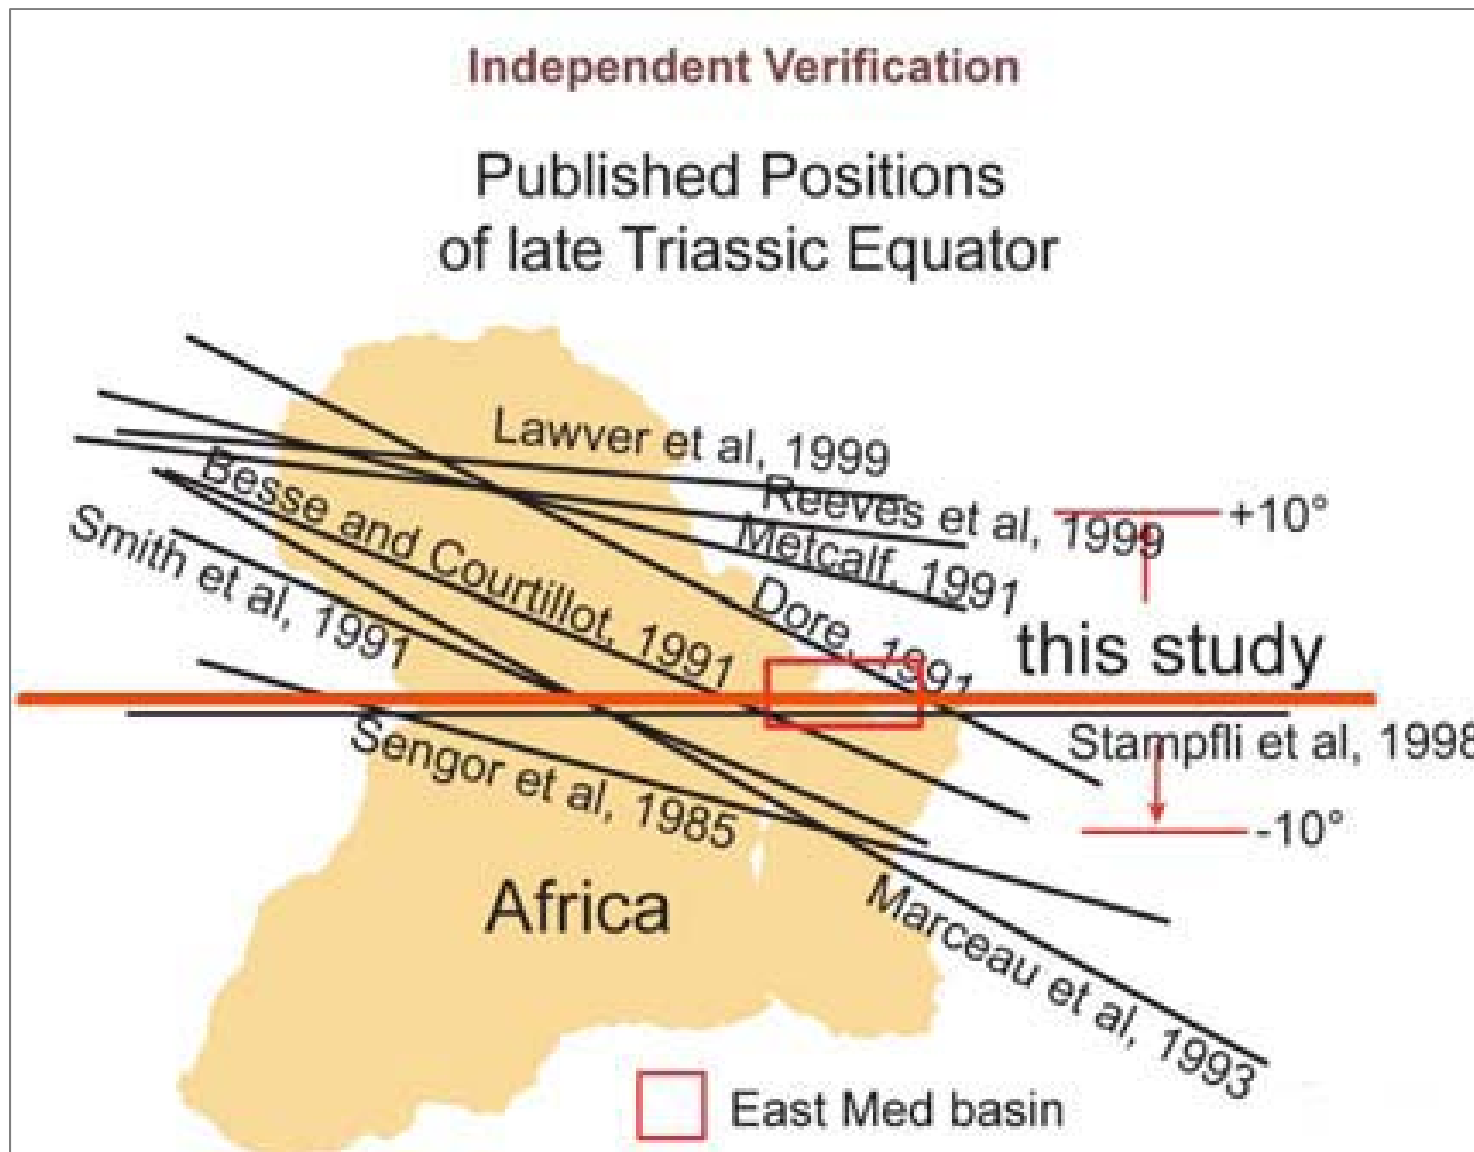 Independent Verification
Published Positions
of late Triassic Equator
Lawver et al, 1999
Reeves et al, 1999
+10°
Metcalf, 1991
Besse and Courtillot, 1991
Smith et al, 1991
Dore, 1991
this study
Stampfli et al, 1998
Sengor et al, 1985
-10°
Africa
Marceau et al, 1993
East Med basin